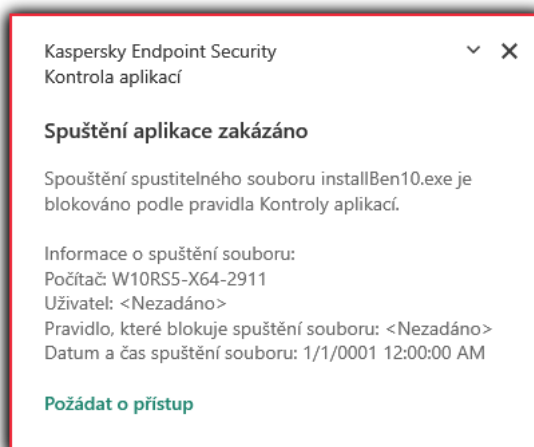 Kaspersky Endpoint Security
Kontrola aplikací
Spuštění aplikace zakázáno
Spouštění spustitelného souboru installBen10.exe je
blokováno podle pravidla Kontroly aplikací.
Informace o spuštění souboru:
Počítač: W10RS5-X64-2911
Uživatel: <Nezadáno>
Pravidlo, které blokuje spuštění souboru: <Nezadáno>
Datum a čas spuštění souboru: 1/1/0001 12:00:00 AM
Požádat o přístup